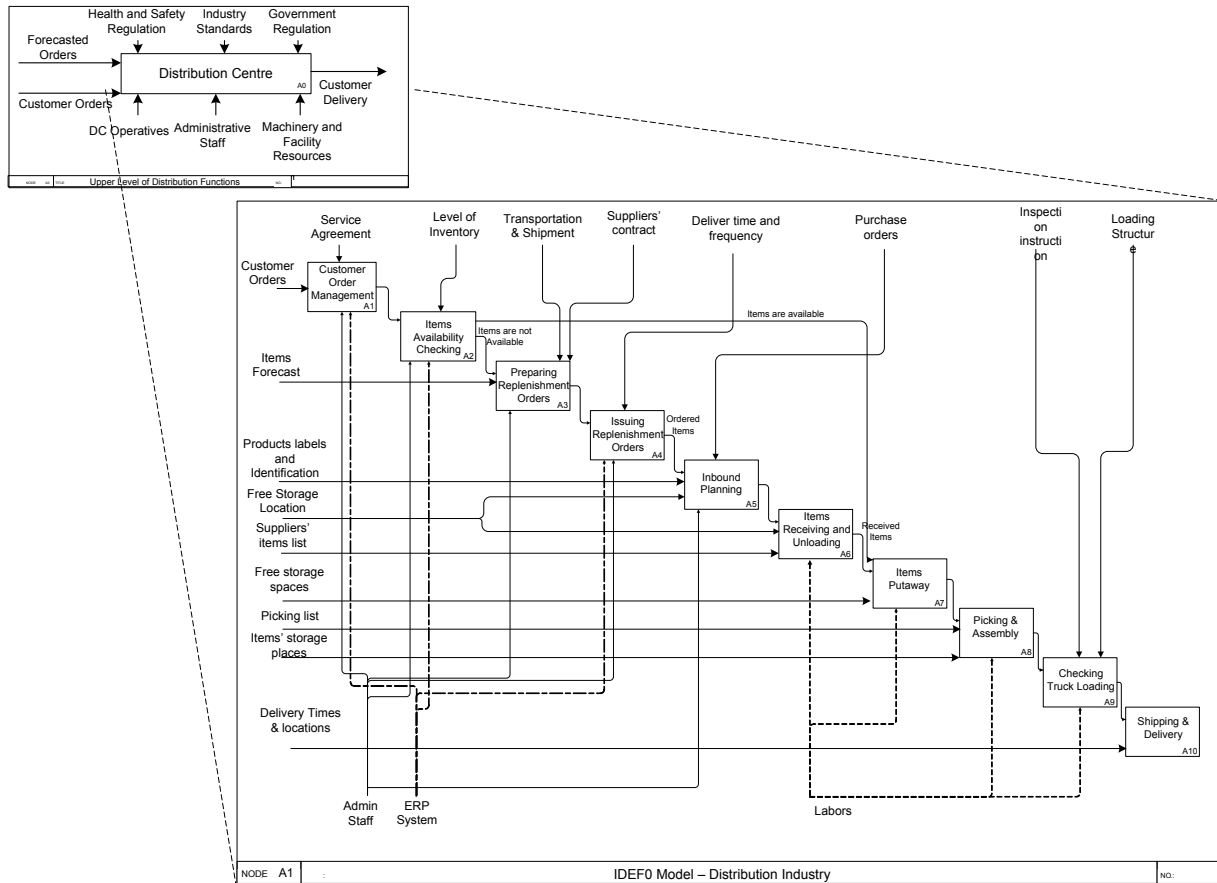 Health and Safety
Regulation
Industry
Standards
Government
Regulation
Forecasted
Orders
Distribution Centre
A0
Customer Orders
Customer
Delivery
DC Operatives
Administrative
Staff
Machinery and
Facility
Resources
NODE
A0
TITLE
Upper Level of Distribution Functions
NO.:
Service
Agreement
Level of
Inventory
Transportation
& Shipment
Suppliers'
contract
Deliver time and
frequency
Purchase
orders
Inspecti
on
instructi
on
Loading
Structur
e
Customer
Orders
Customer
Order
Management
A1
Items
Availability
Checking
A2
Items are available
Items are not
Available
Items
Forecast
Preparing
Replenishment
Orders
A3
Issuing
Replenishment
Orders
A4
Ordered
Items
Products labels
and
Identification
Inbound
Planning
A5
Free Storage
Location
Suppliers'
items list
Items
Receiving and
Unloading
A6
Received
Items
Free storage
spaces
Items
Putaway
A7
Picking list
Items' storage
places
Picking &
Assembly
A8
Checking
Truck Loading
A9
Delivery Times
& locations
Shipping &
Delivery
A10
Admin
Staff
ERP
System
Labors
NODE A1
:
IDEF0 Model – Distribution Industry
NO.: